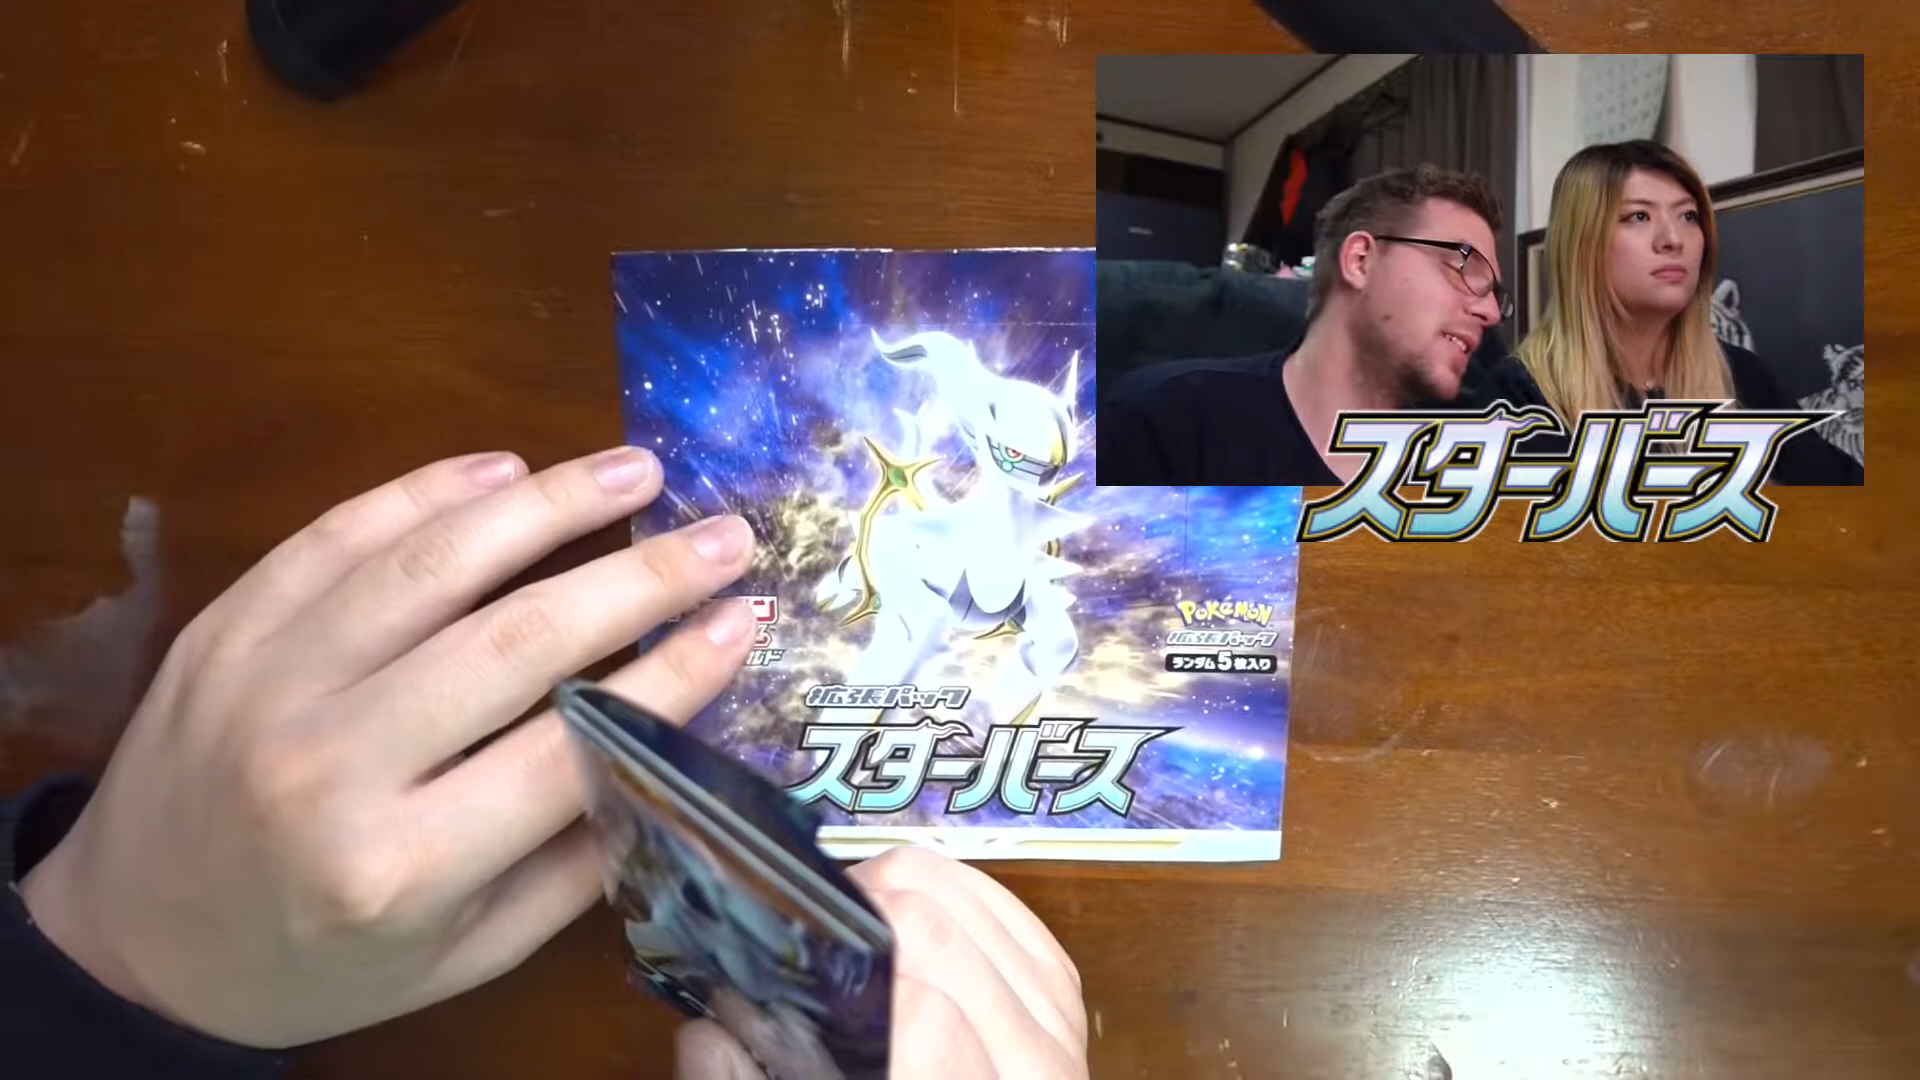 スターバース
Pokémon
拡張パック
ランダム5枚入り
拡張パック
スターバース